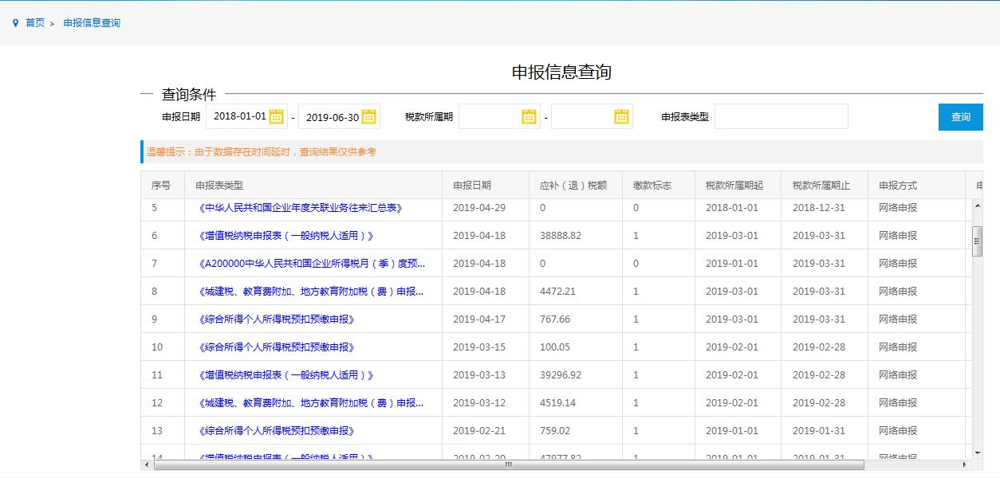 首页 > 申报信息查询
申报信息查询
查询条件
申报日期 2018-01-01 - 2019-06-30 税款所属期 - 申报表类型 查询
温馨提示：由于数据存在时间延时，查询结果仅供参考
序号 申报表类型 申报日期 应补（退）税额 缴款标志 税款所属期起 税款所属期止 申报方式 申
5 《中华人民共和国企业年度关联业务往来汇总表》 2019-04-29 0 0 2018-01-01 2018-12-31 网络申报
6 《增值税纳税申报表（一般纳税人适用）》 2019-04-18 38888.82 1 2019-03-01 2019-03-31 网络申报
7 《A200000中华人民共和国企业所得税月（季）度预... 2019-04-18 0 0 2019-01-01 2019-03-31 网络申报
8 《城建税、教育费附加、地方教育附加税（费）申报... 2019-04-18 4472.21 1 2019-03-01 2019-03-31 网络申报
9 《综合所得个人所得税预扣预缴申报》 2019-04-17 767.66 1 2019-03-01 2019-03-31 网络申报
10 《综合所得个人所得税预扣预缴申报》 2019-03-15 100.05 1 2019-02-01 2019-02-28 网络申报
11 《增值税纳税申报表（一般纳税人适用）》 2019-03-13 39296.92 1 2019-02-01 2019-02-28 网络申报
12 《城建税、教育费附加、地方教育附加税（费）申报... 2019-03-12 4519.14 1 2019-02-01 2019-02-28 网络申报
13 《综合所得个人所得税预扣预缴申报》 2019-02-21 759.02 1 2019-01-01 2019-01-31 网络申报
14 《增值税纳税申报表（一般纳税人适用）》 2019-02-20 47977.82 1 2019-01-01 2019-01-31 网络申报